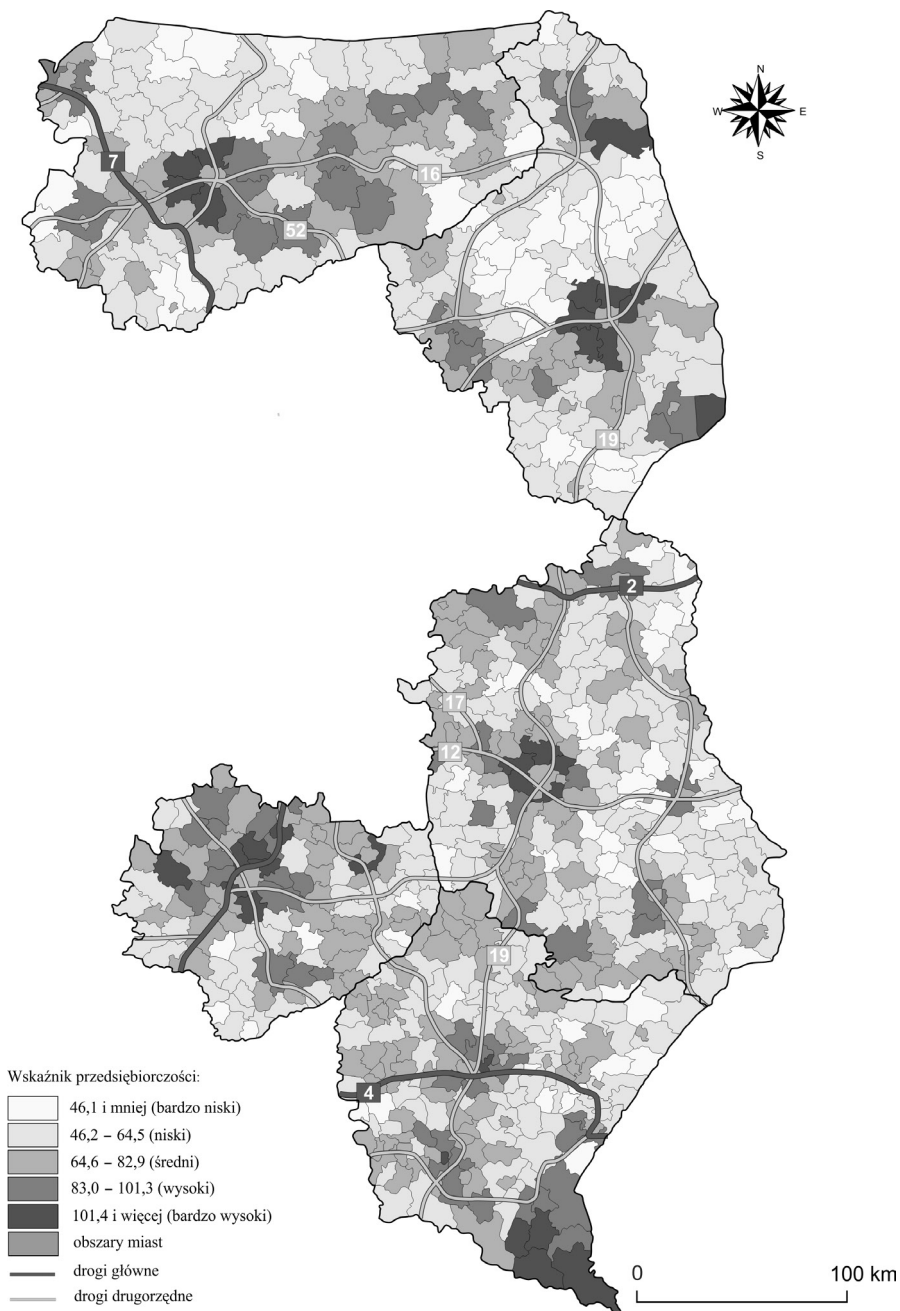 N
W
E
S
7
16
52
19
2
17
12
19
4
Wskaźnik przedsiębiorczości:
46,1 i mniej (bardzo niski)
46,2 – 64,5 (niski)
64,6 – 82,9 (średni)
83,0 – 101,3 (wysoki)
101,4 i więcej (bardzo wysoki)
obszary miast
drogi główne
drogi drugorzędne
0
100 km